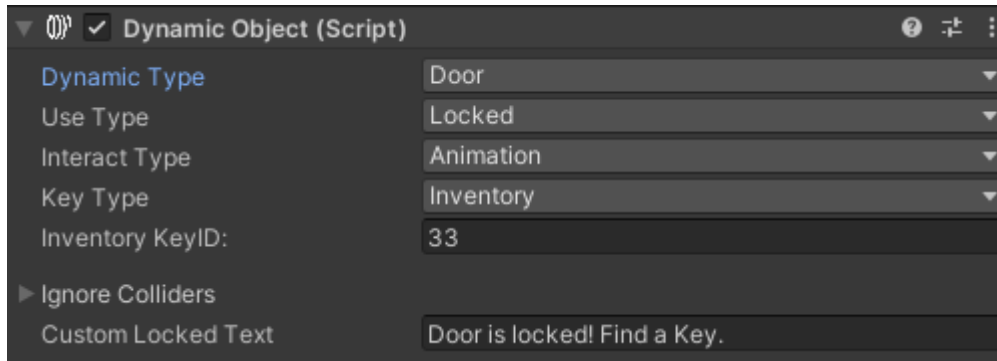 Dynamic Object (Script)
Dynamic Type Door
Use Type Locked
Interact Type Animation
Key Type Inventory
Inventory KeyID: 33
Ignore Colliders
Custom Locked Text Door is locked! Find a Key.